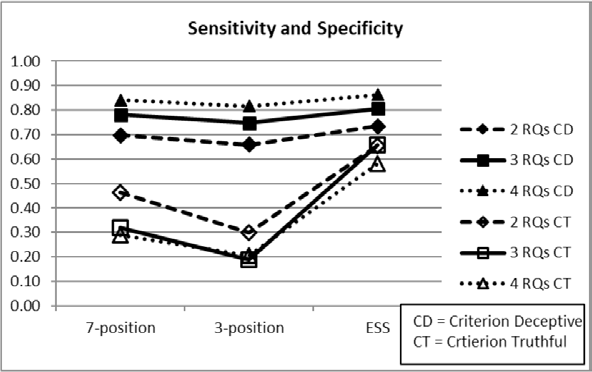 Sensitivity and Specificity
1.00
0.90
0.80
0.70
0.60
0.50
0.40
0.30
0.20
0.10
0.00
7-position
3-position
ESS
2 RQs CD
3 RQs CD
4 RQs CD
2 RQs CT
3 RQs CT
4 RQs CT
CD = Criterion Deceptive
CT = Crtierion Truthful